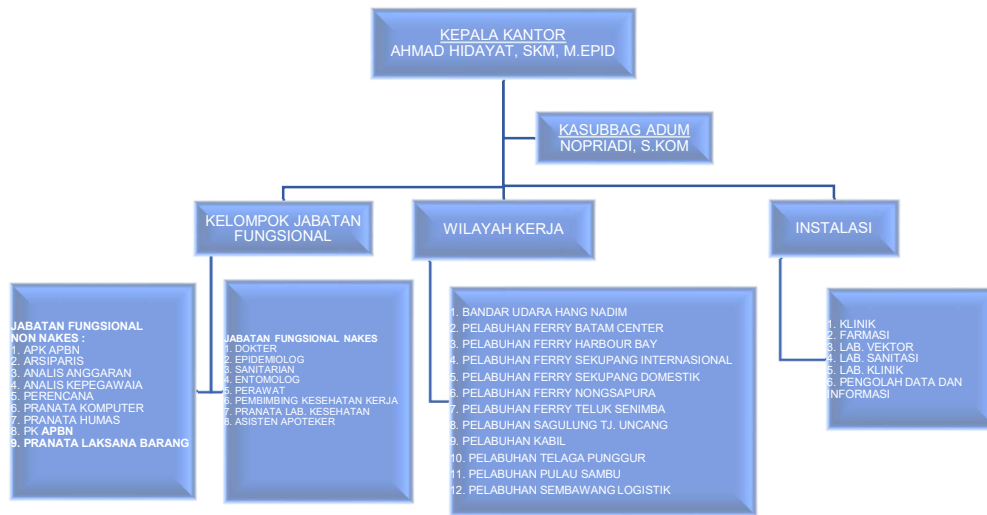 KEPALA KANTOR
AHMAD HIDAYAT, SKM, M.EPID
KASUBBAG ADUM
NOPRIADI, S.KOM
KELOMPOK JABATAN
FUNGSIONAL
WILAYAH KERJA
INSTALASI
JABATAN FUNGSIONAL
NON NAKES :
1. APK APBN
2. ARSIPARIS
3. ANALIS ANGGARAN
4. ANALIS KEPEGAWAIA
5. PERENCANA
6. PRANATA KOMPUTER
7. PRANATA HUMAS
8. PK APBN
9. PRANATA LAKSANA BARANG
JABATAN FUNGSIONAL NAKES
1. DOKTER
2. EPIDEMOLOG
3. SANITARIAN
4. ENTOMOLOG
5. PERAWAT
6. PEMBIMBING KESEHATAN KERJA
7. PRANATA LAB. KESEHATAN
8. ASISTEN APOTEKER
1. BANDAR UDARA HANG NADIM
2. PELABUHAN FERRY BATAM CENTER
3. PELABUHAN FERRY HARBOUR BAY
4. PELABUHAN FERRY SEKUPANG INTERNASIONAL
5. PELABUHAN FERRY SEKUPANG DOMESTIK
6. PELABUHAN FERRY NONGSAPURA
7. PELABUHAN FERRY TELUK SENIMBA
8. PELABUHAN SAGULUNG TJ. UNCANG
9. PELABUHAN KABIL
10. PELABUHAN TELAGA PUNGGUR
11. PELABUHAN PULAU SAMBU
12. PELABUHAN SEMBAWANG LOGISTIK
1. KLINIK
2. FARMASI
3. LAB. VEKTOR
4. LAB. SANITASI
5. LAB. KLINIK
6. PENGOLAH DATA DAN
INFORMASI